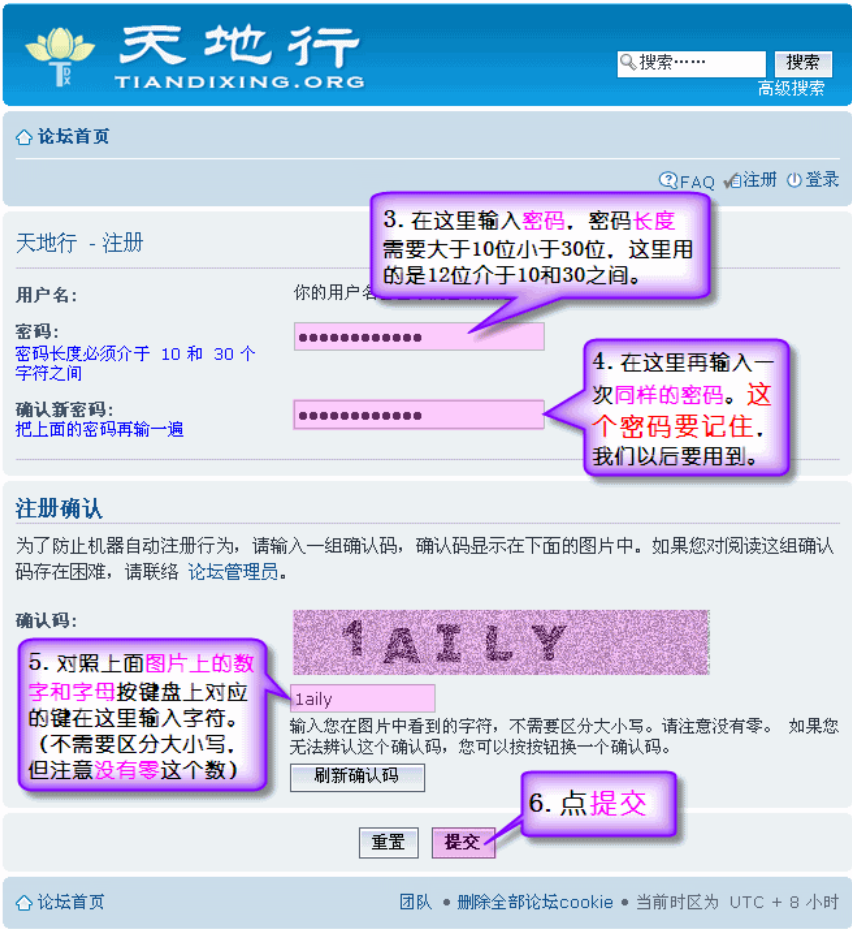 天地行
TIANDIXING.ORG
TDX
搜索……
搜索
高级搜索
论坛首页
FAQ 注册 登录
天地行 - 注册
3. 在这里输入密码，密码长度
需要大于10位小于30位，这里用
的是12位介于10和30之间。
用户名:
你的用户名
密码:
密码长度必须介于 10 和 30 个
字符之间
●●●●●●●●●●●●
4. 在这里再输入一
次同样的密码。这
个密码要记住，
我们以后要用到。
确认新密码:
把上面的密码再输一遍
●●●●●●●●●●●●
注册确认
为了防止机器自动注册行为，请输入一组确认码，确认码显示在下面的图片中。如果您对阅读这组确认
码存在困难，请联络 论坛管理员。
确认码:
1AILY
5. 对照上面图片上的数
字和字母按键盘上对应
的键在这里输入字符。
（不需要区分大小写，
但注意没有零这个数）
1aily
输入您在图片中看到的字符，不需要区分大小写。请注意没有零。 如果您
无法辨认这个确认码，您可以按按钮换一个确认码。
刷新确认码
6. 点提交
重置 提交
论坛首页
团队 • 删除全部论坛cookie • 当前时区为 UTC + 8 小时